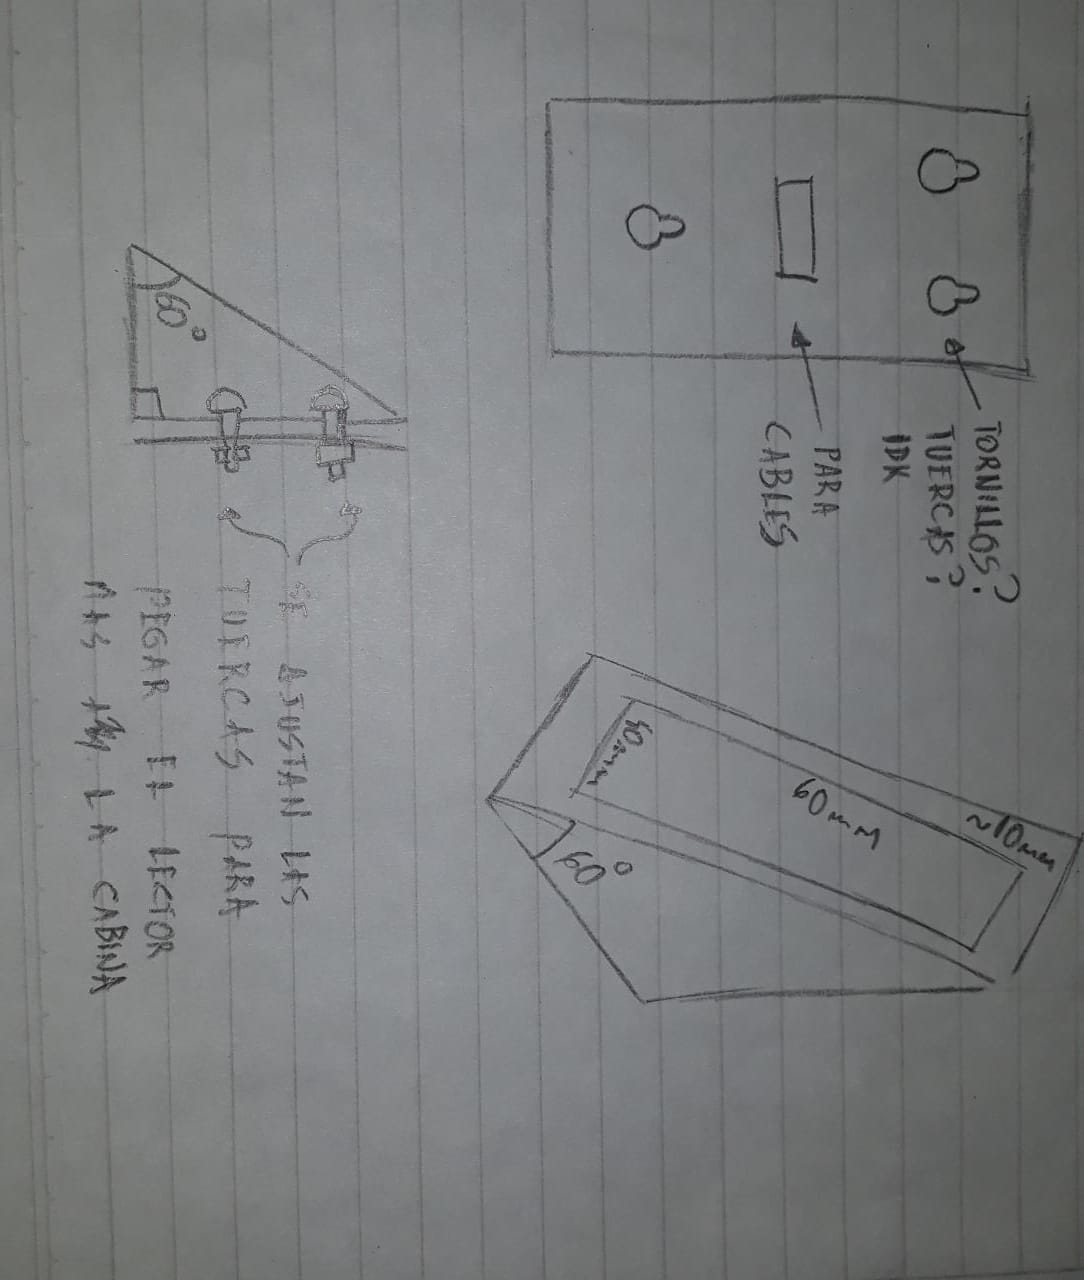 TORNILLOS?
TUERCAS?
IDK
PARA
CABLES
~10mm
60mm
40mm
60°
60°
SE AJUSTAN LAS
TUERCAS PARA
PEGAR EL LECTOR
MAS LA CABINA